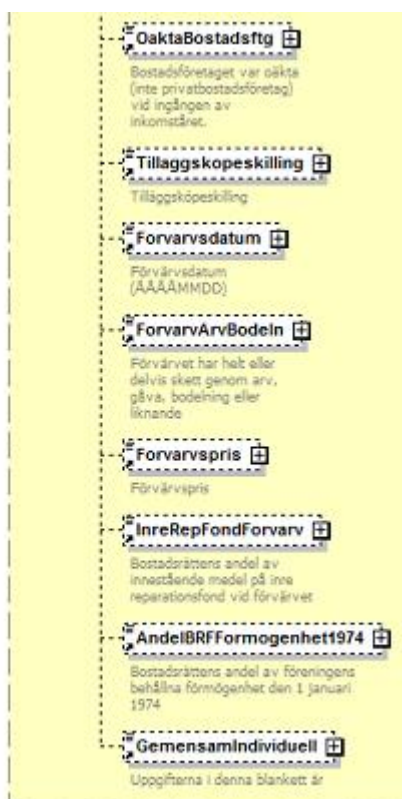 OaktaBostadsftg
Bostadsföretaget var oäkta
(inte privatbostadsföretag)
vid ingången av
inkomståret.
Tillaggskopeskilling
Tilläggsköpeskilling
Forvarvsdatum
Förvärvsdatum
(ÅÅÅÅMMDD)
ForvarvArvBodeln
Förvärvet har helt eller
delvis skett genom arv,
gåva, bodelning eller
liknande
Forvarvspris
Förvärvspris
InreRepFondForvarv
Bostadsrättens andel av
innestående medel på inre
reparationsfond vid förvärvet
AndelBRFFormogenhet1974
Bostadsrättens andel av föreningens
behållna förmögenhet den 1 januari
1974
GemensamIndividuell
Uppgifterna i denna blankett är